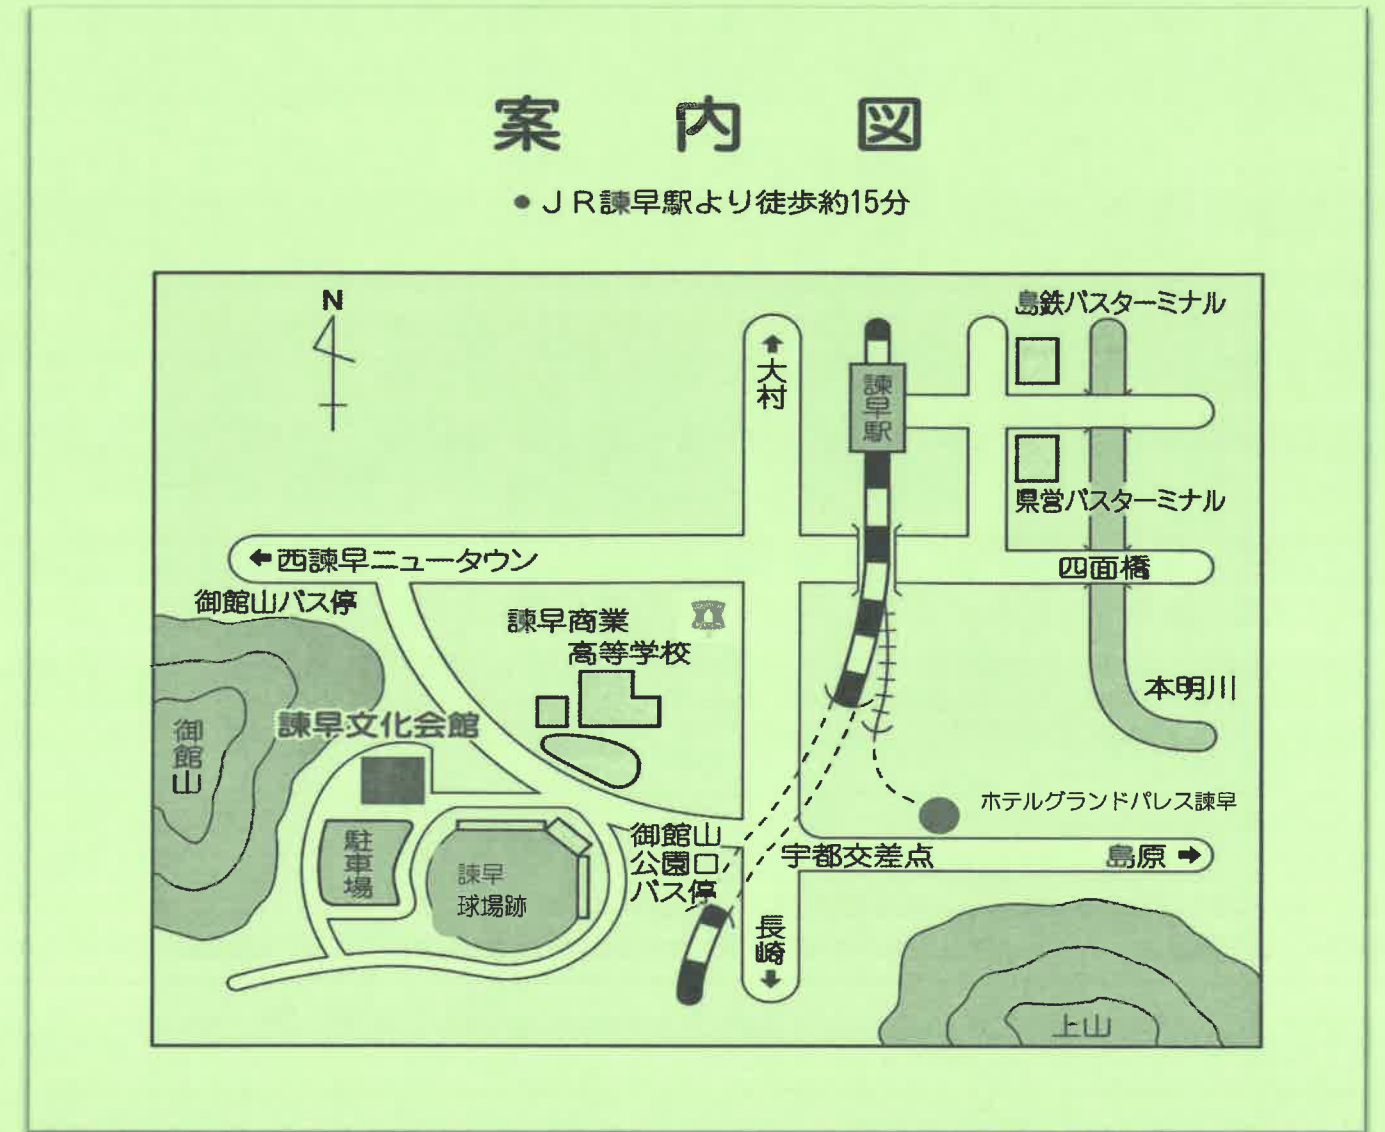 案内図
● JR諫早駅より徒歩約15分
N
島鉄バスターミナル
↑
大村
諫早駅
県営バスターミナル
←西諫早ニュータウン
四面橋
御館山バス停
諫早商業
高等学校
本明川
諫早文化会館
御館山
ホテルグランドパレス諫早
駐車場
諫早
球場跡
御館山
公園口
バス停
宇都交差点
島原→
長崎
↓
上山